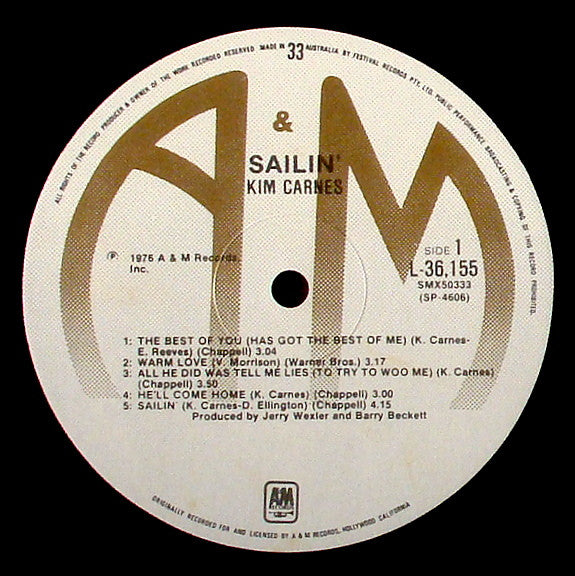 ALL RIGHTS OF THE RECORD PRODUCER & OWNER OF THE WORK RECORDED RESERVED MADE IN 33 AUSTRALIA BY FESTIVAL RECORDS PTY. LTD. PUBLIC PERFORMANCE BROADCASTING & COPYING OF THIS RECORD PROHIBITED.
A & M
SAILIN'
KIM CARNES
℗ 1976 A & M Records,
Inc.
SIDE 1
L-36,155
SMX50333
(SP-4606)
1: THE BEST OF YOU (HAS GOT THE BEST OF ME) (K. Carnes-
E. Reeves) (Chappell) 3.04
2: WARM LOVE (V. Morrison) (Warner Bros.) 3.17
3: ALL HE DID WAS TELL ME LIES (TO TRY TO WOO ME) (K. Carnes)
(Chappell) 3.50
4: HE'LL COME HOME (K. Carnes) (Chappell) 3.00
5: SAILIN' (K. Carnes-D. Ellington) (Chappell) 4.15
Produced by Jerry Wexler and Barry Beckett
A&M
RECORDS
ORIGINALLY RECORDED FOR AND LICENSED BY A&M RECORDS, HOLLYWOOD CALIFORNIA